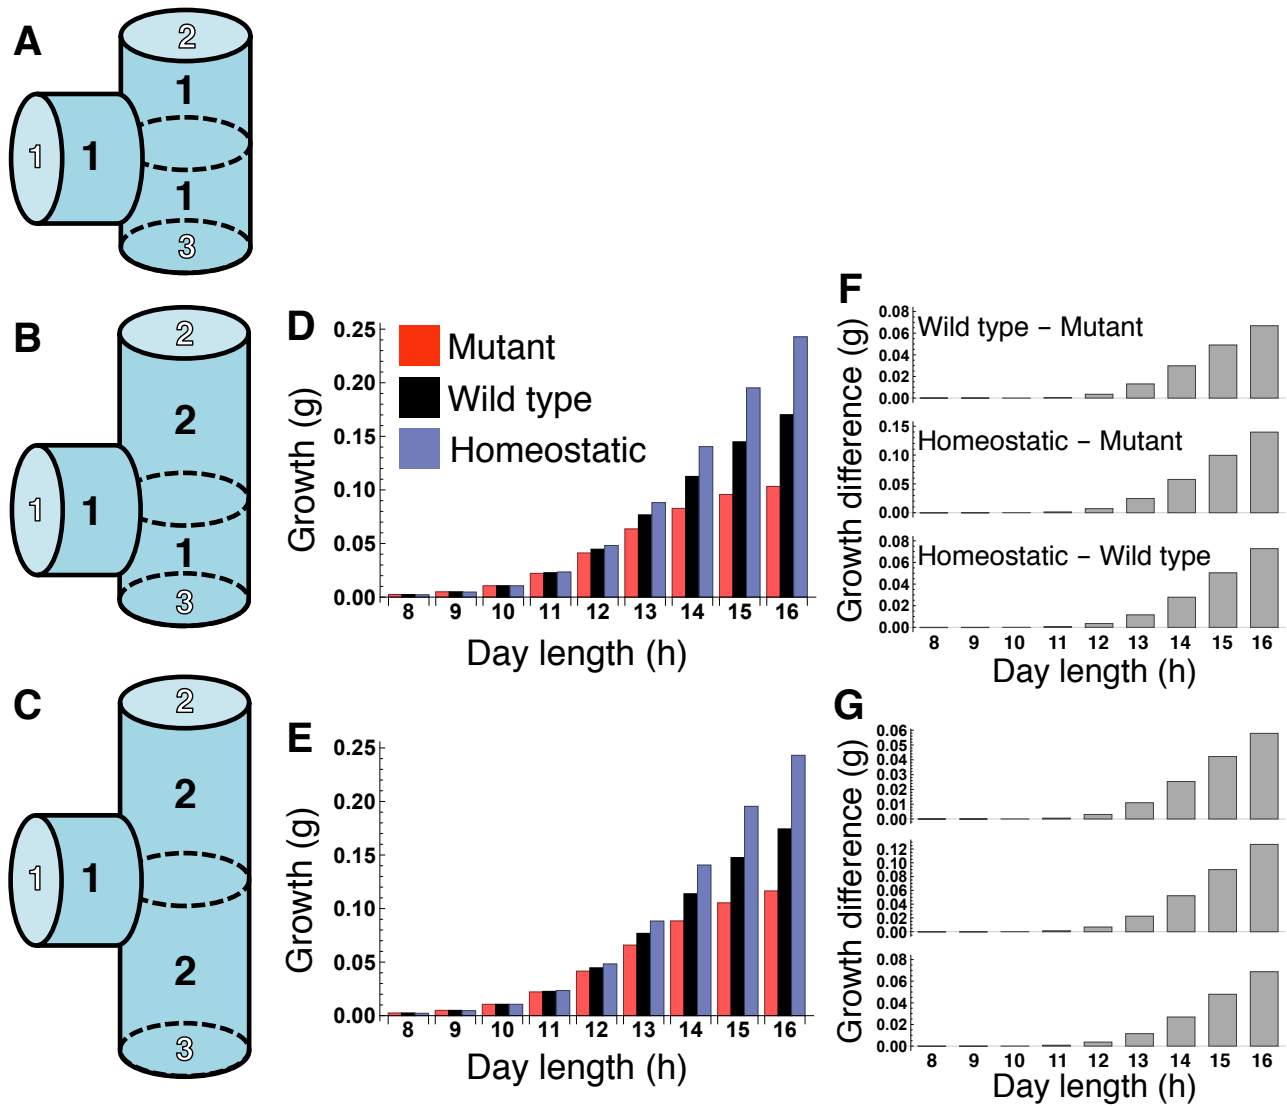 A
2
1
1
1
1
3
B
2
2
1
1
1
3
C
2
2
1
1
2
3
D
Growth (g)
0.25
0.20
0.15
0.10
0.05
0.00
Mutant
Wild type
Homeostatic
8 9 10 11 12 13 14 15 16
Day length (h)
E
Growth (g)
0.25
0.20
0.15
0.10
0.05
0.00
8 9 10 11 12 13 14 15 16
Day length (h)
F
Growth difference (g)
0.08
0.06
0.04
0.02
0.00
Wild type – Mutant
0.15
0.10
0.05
0.00
Homeostatic – Mutant
0.08
0.06
0.04
0.02
0.00
Homeostatic – Wild type
8 9 10 11 12 13 14 15 16
Day length (h)
G
Growth difference (g)
0.06
0.05
0.04
0.03
0.02
0.01
0.00
0.12
0.10
0.08
0.06
0.04
0.02
0.00
0.08
0.06
0.04
0.02
0.00
8 9 10 11 12 13 14 15 16
Day length (h)